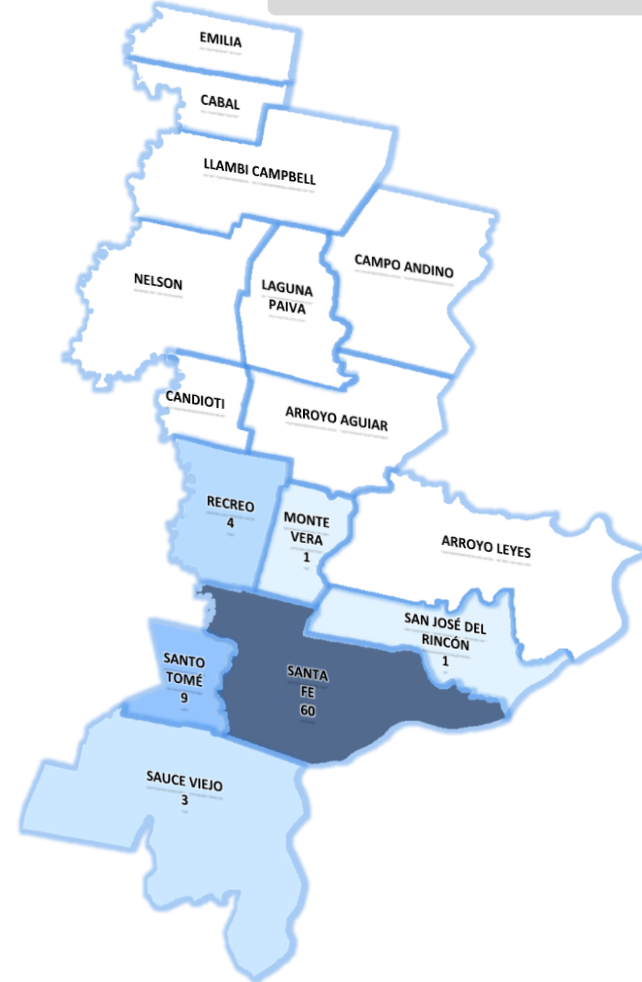 EMILIA
CABAL
LLAMBI CAMPBELL
CAMPO ANDINO
NELSON
LAGUNA
PAIVA
CANDIOTI
ARROYO AGUIAR
RECREO
4
MONTE
VERA
1
ARROYO LEYES
SAN JOSÉ DEL
RINCÓN
1
SANTO
TOMÉ
9
SANTA
FE
60
SAUCE VIEJO
3